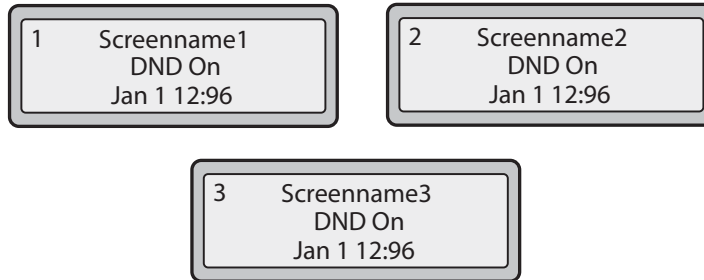 1 Screenname1
DND On
Jan 1 12:96
2 Screenname2
DND On
Jan 1 12:96
3 Screenname3
DND On
Jan 1 12:96